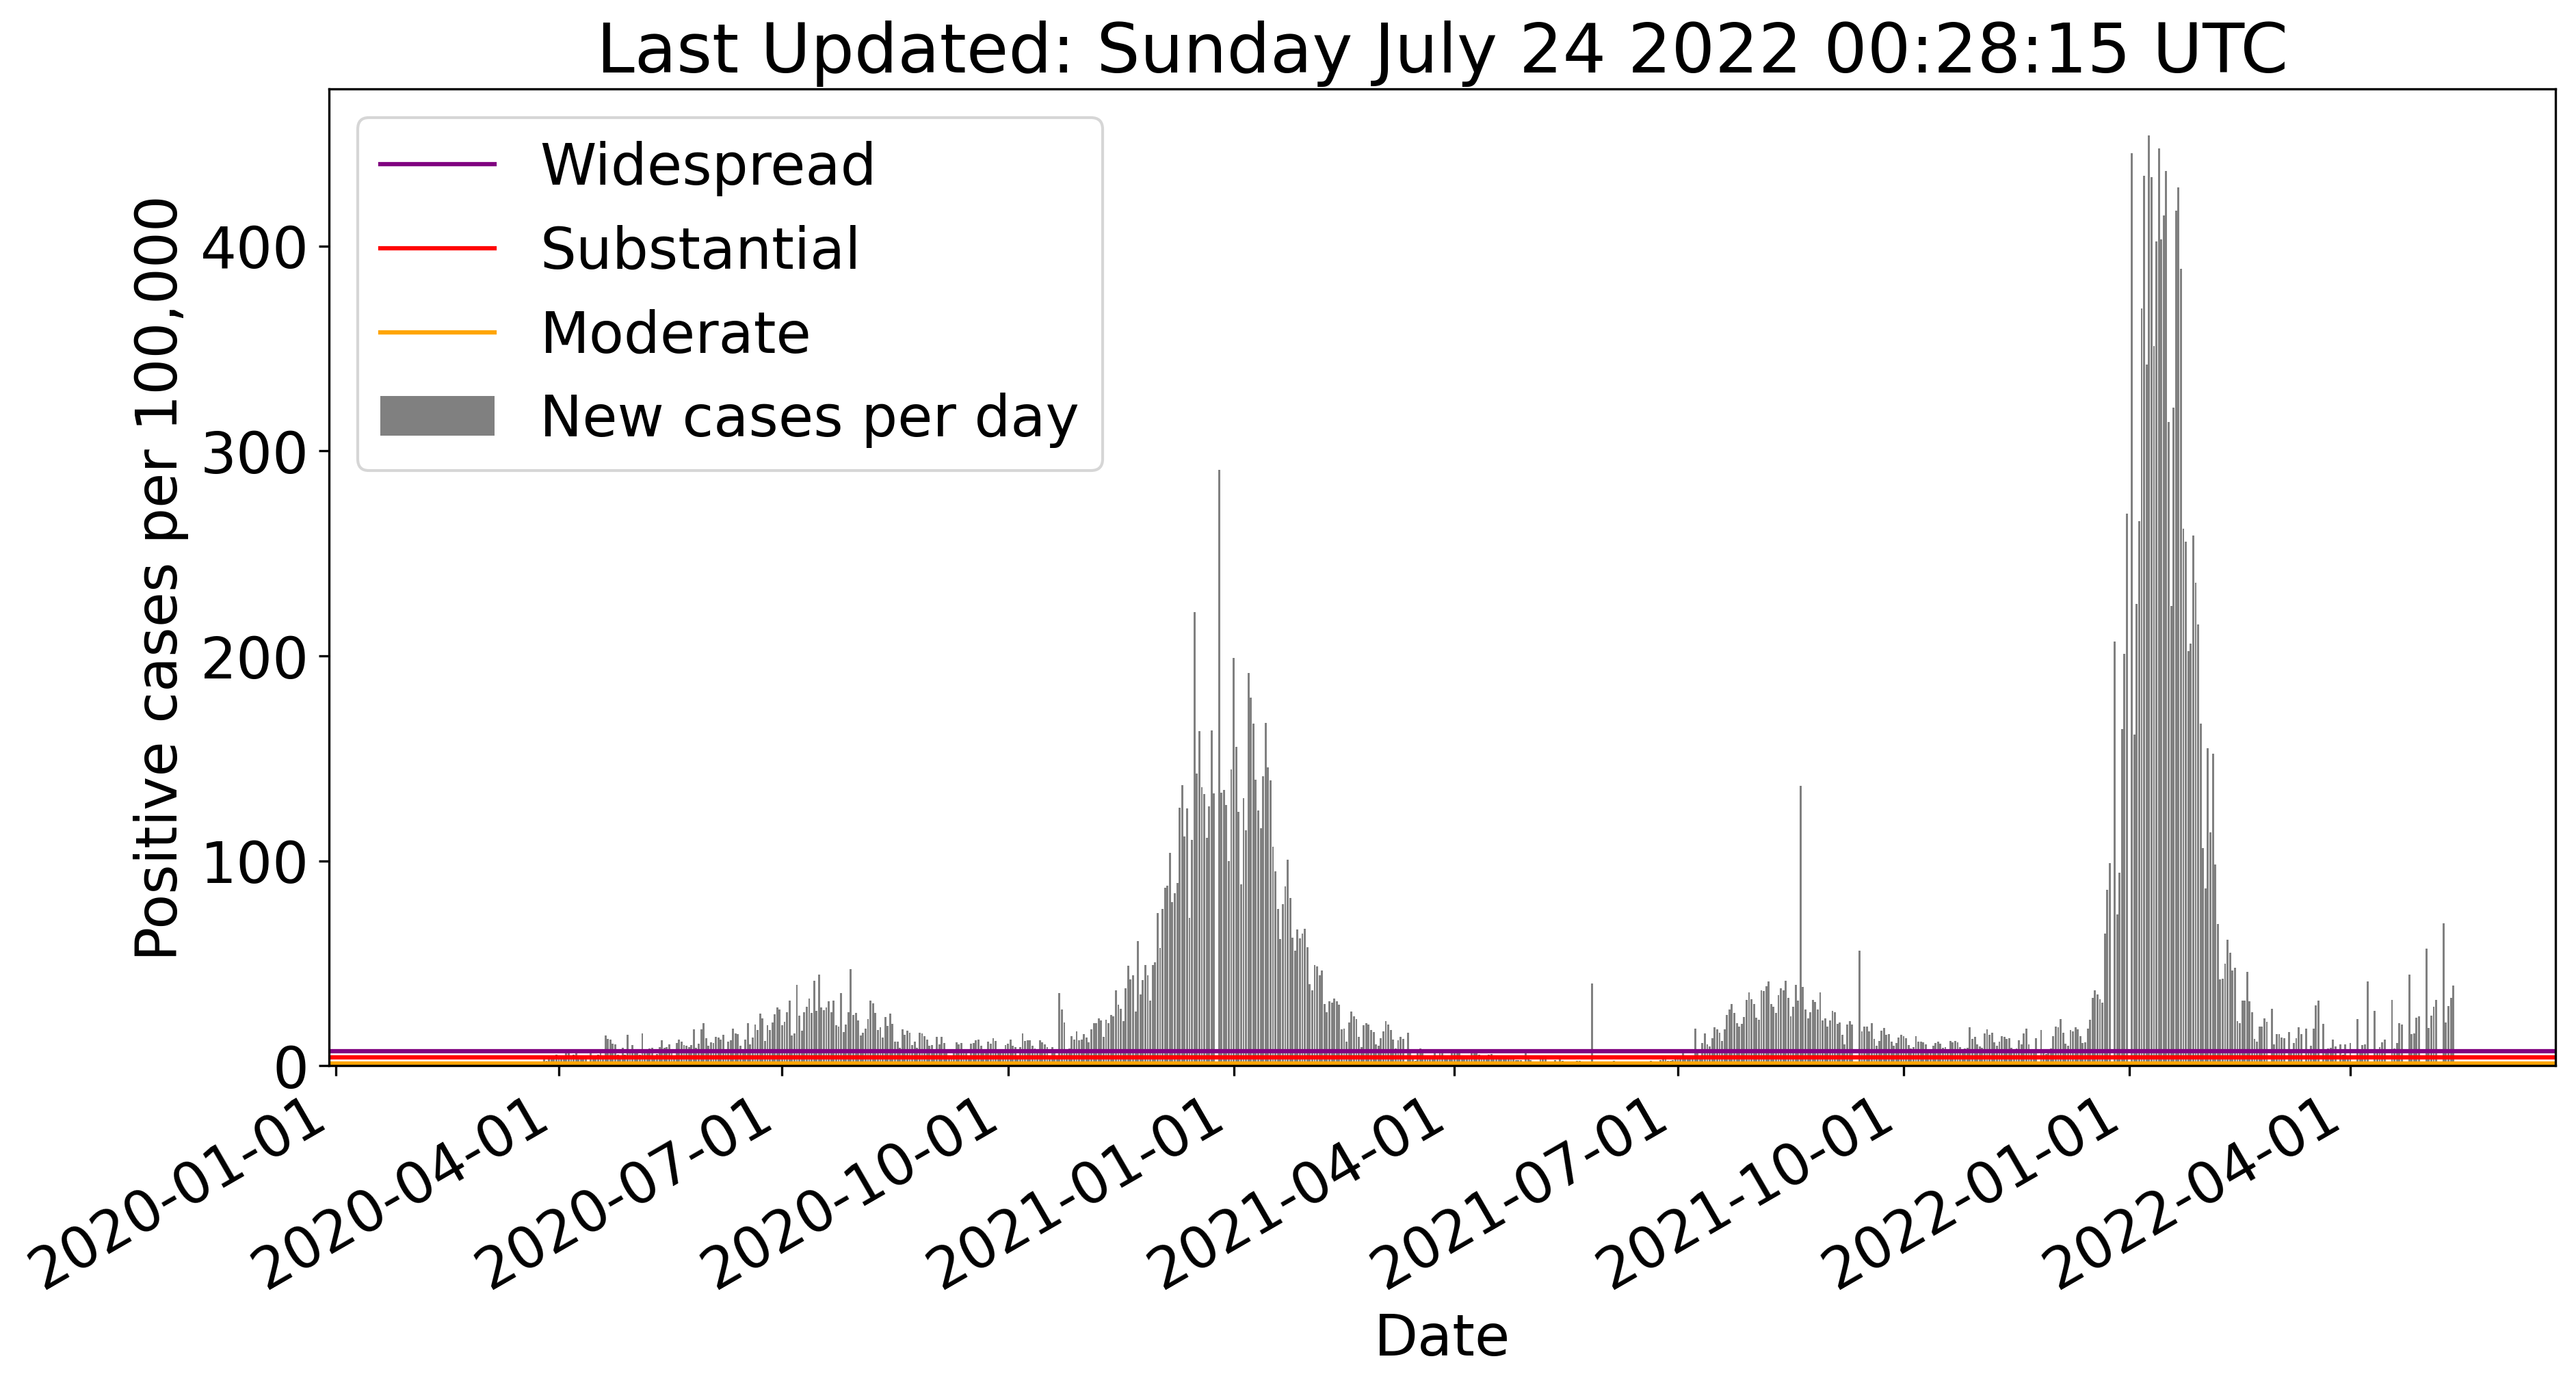 Last Updated: Sunday July 24 2022 00:28:15 UTC
Widespread
Substantial
Moderate
New cases per day
Positive cases per 100,000
400
300
200
100
0
2020-01-01
2020-04-01
2020-07-01
2020-10-01
2021-01-01
2021-04-01
2021-07-01
2021-10-01
2022-01-01
2022-04-01
Date